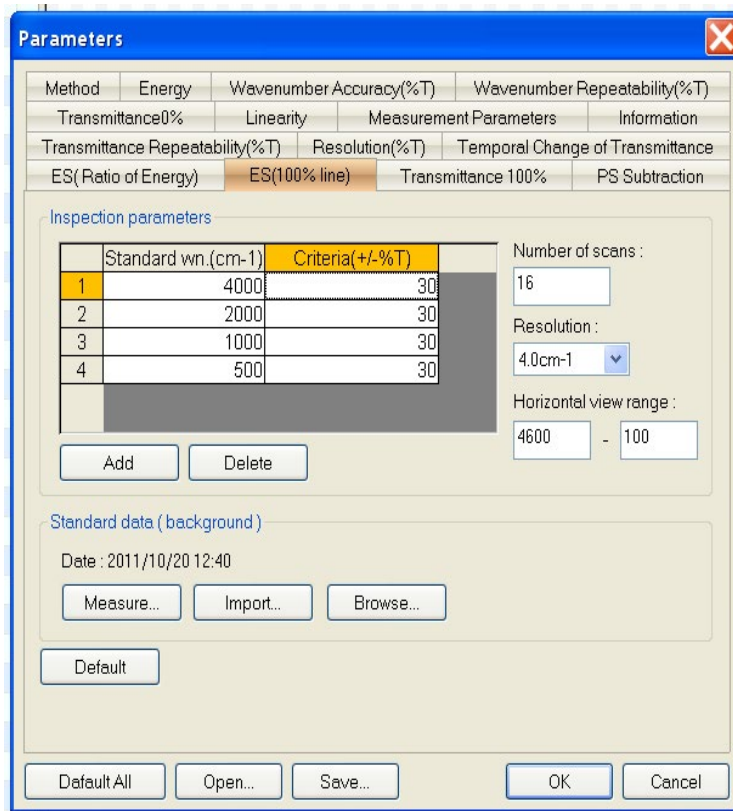 Parameters
Method Energy Wavenumber Accuracy(%T) Wavenumber Repeatability(%T)
Transmittance0% Linearity Measurement Parameters Information
Transmittance Repeatability(%T) Resolution(%T) Temporal Change of Transmittance
ES( Ratio of Energy) ES(100% line) Transmittance 100% PS Subtraction
Inspection parameters
Standard wn.(cm-1) Criteria(+/-%T)
1 4000 30
2 2000 30
3 1000 30
4 500 30
Number of scans :
16
Resolution :
4.0cm-1
Horizontal view range :
4600 - 100
Add Delete
Standard data ( background )
Date : 2011/10/20 12:40
Measure... Import... Browse...
Default
Dafault All Open... Save... OK Cancel